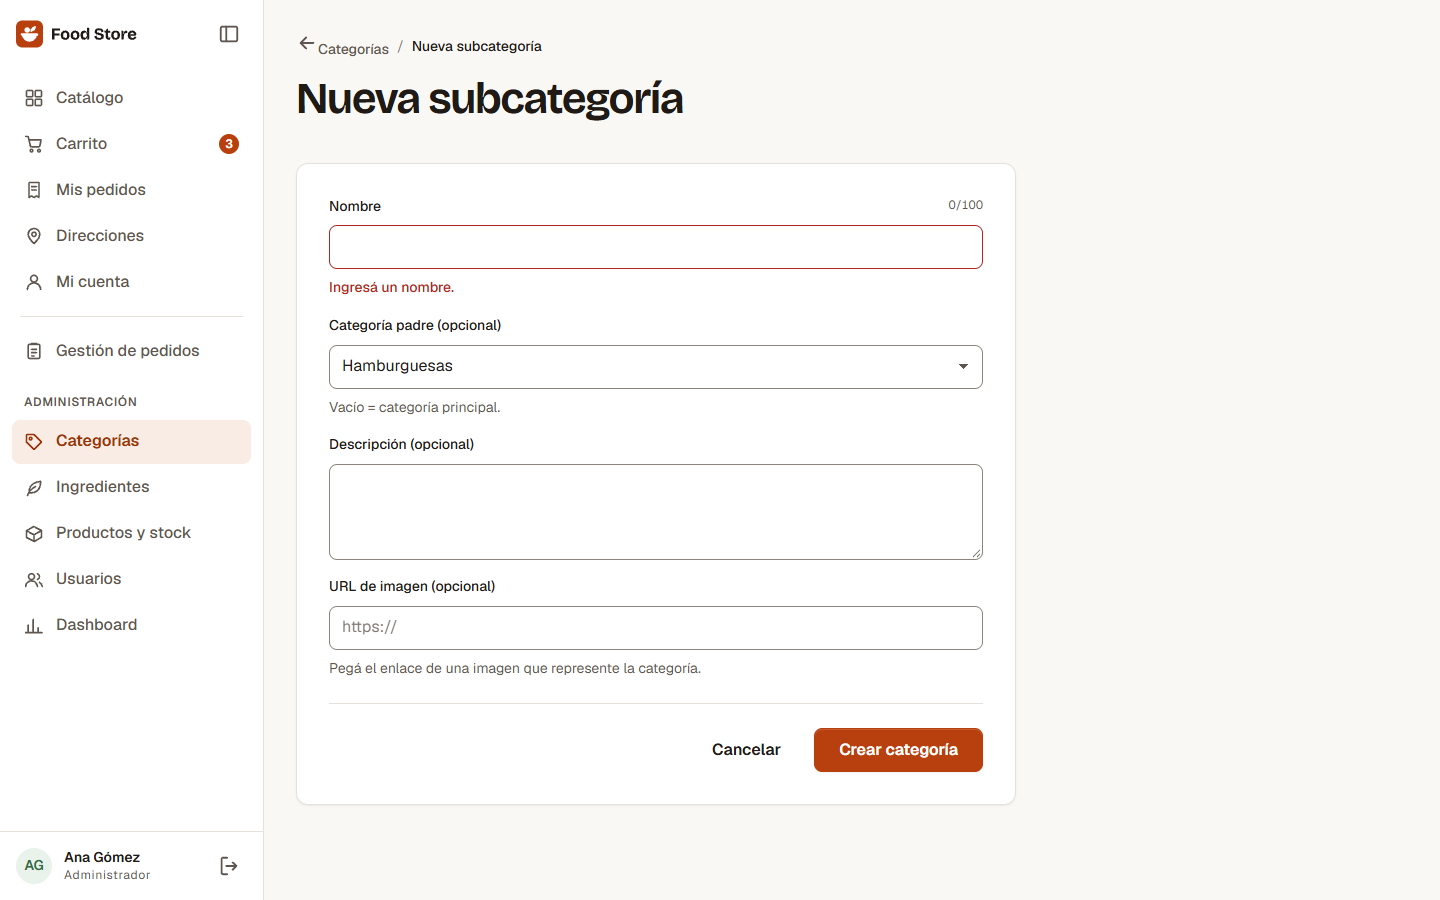 Food Store
Catálogo
Carrito 3
Mis pedidos
Direcciones
Mi cuenta
Gestión de pedidos
ADMINISTRACIÓN
Categorías
Ingredientes
Productos y stock
Usuarios
Dashboard
AG
Ana Gómez
Administrador
Categorías / Nueva subcategoría
Nueva subcategoría
Nombre 0/100
Ingresá un nombre.
Categoría padre (opcional)
Hamburguesas
Vacío = categoría principal.
Descripción (opcional)
URL de imagen (opcional)
https://
Pegá el enlace de una imagen que represente la categoría.
Cancelar Crear categoría